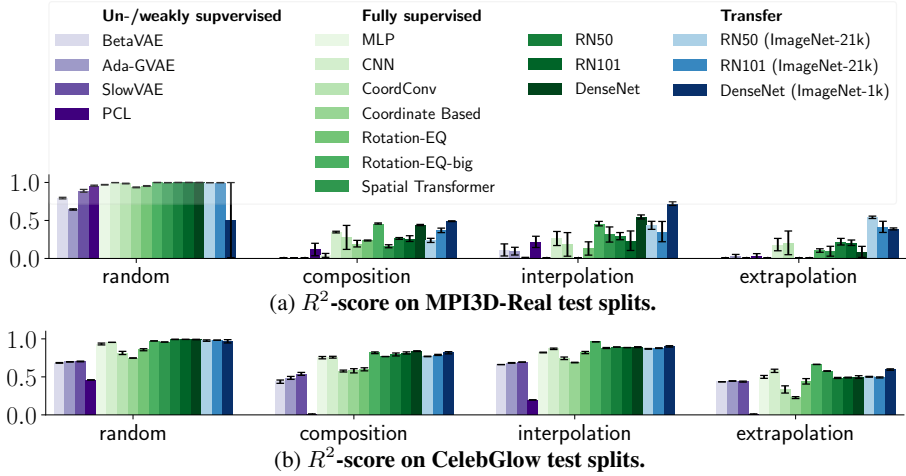 Un-/weakly supvervised
BetaVAE
Ada-GVAE
SlowVAE
PCL
Fully supervised
MLP
CNN
CoordConv
Coordinate Based
Rotation-EQ
Rotation-EQ-big
Spatial Transformer
RN50
RN101
DenseNet
Transfer
RN50 (ImageNet-21k)
RN101 (ImageNet-21k)
DenseNet (ImageNet-1k)
1.0
0.5
0.0
random composition interpolation extrapolation
(a) R²-score on MPI3D-Real test splits.
1.0
0.5
0.0
random composition interpolation extrapolation
(b) R²-score on CelebGlow test splits.